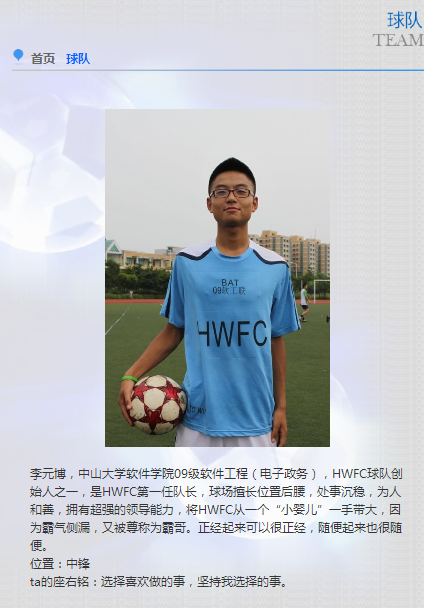 球队
TEAM
首页 球队
BAT
09软工联
HWFC
李元博，中山大学软件学院09级软件工程（电子政务），HWFC球队创
始人之一，是HWFC第一任队长，球场擅长位置后腰，处事沉稳，为人
和善，拥有超强的领导能力，将HWFC从一个“小婴儿”一手带大，因
为霸气侧漏，又被尊称为霸哥。正经起来可以很正经，随便起来也很随
便。
位置：中锋
ta的座右铭：选择喜欢做的事，坚持我选择的事。